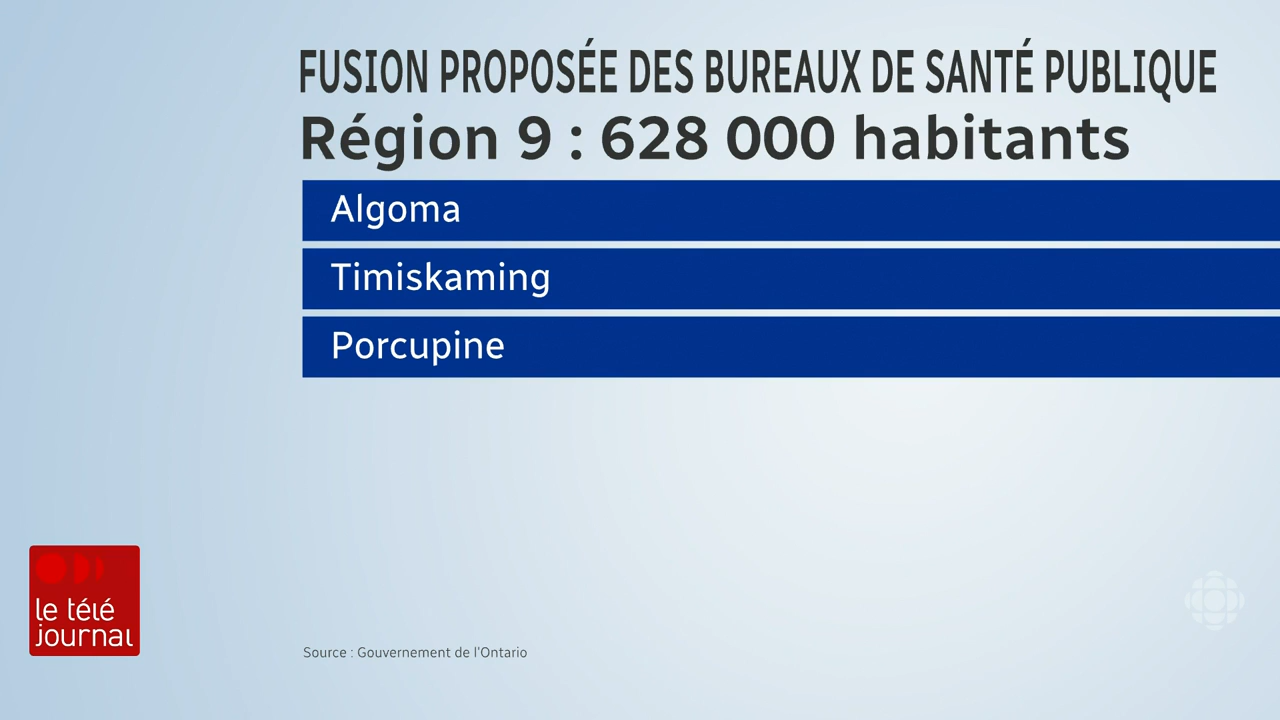 FUSION PROPOSÉE DES BUREAUX DE SANTÉ PUBLIQUE
Région 9 : 628 000 habitants
Algoma
Timiskaming
Porcupine
le télé
journal
Source : Gouvernement de l'Ontario